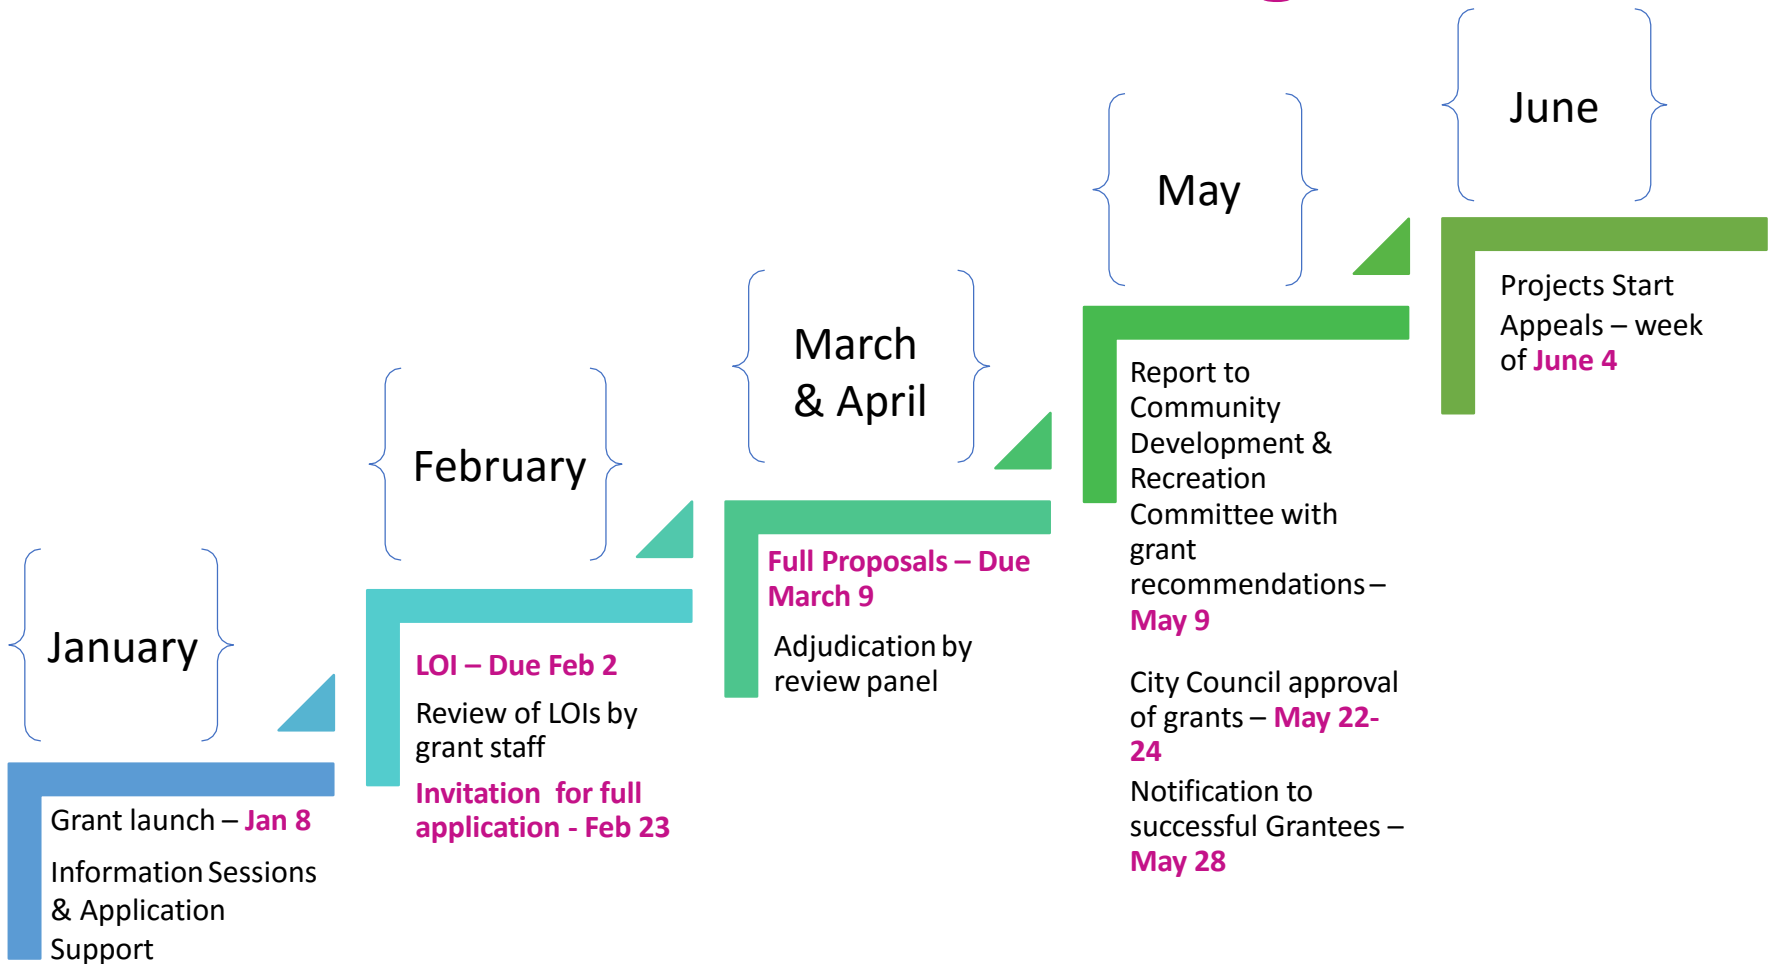 January
Grant launch – Jan 8
Information Sessions
& Application
Support
February
LOI – Due Feb 2
Review of LOIs by
grant staff
Invitation for full
application - Feb 23
March
& April
Full Proposals – Due
March 9
Adjudication by
review panel
May
Report to
Community
Development &
Recreation
Committee with
grant
recommendations –
May 9
City Council approval
of grants – May 22-
24
Notification to
successful Grantees –
May 28
June
Projects Start
Appeals – week
of June 4